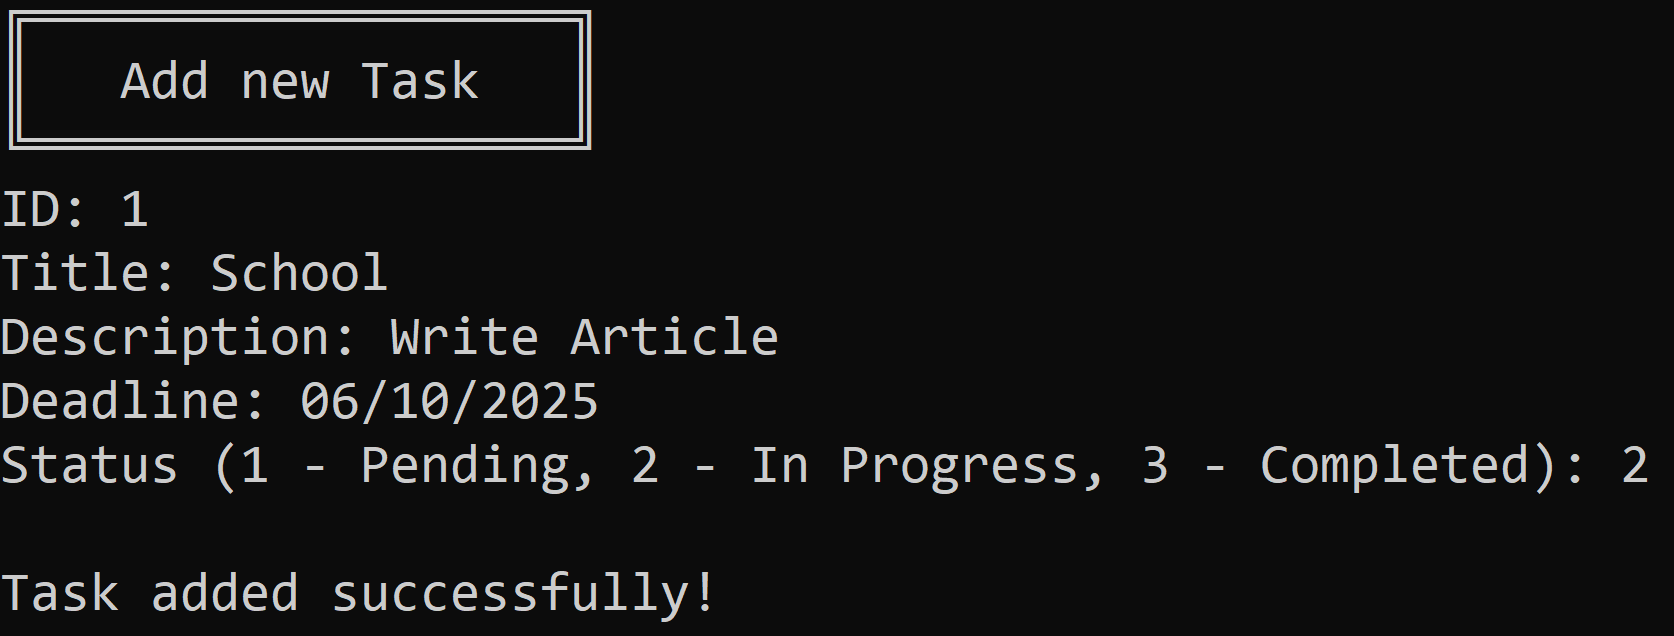 Add new Task
ID: 1
Title: School
Description: Write Article
Deadline: 06/10/2025
Status (1 - Pending, 2 - In Progress, 3 - Completed): 2
Task added successfully!